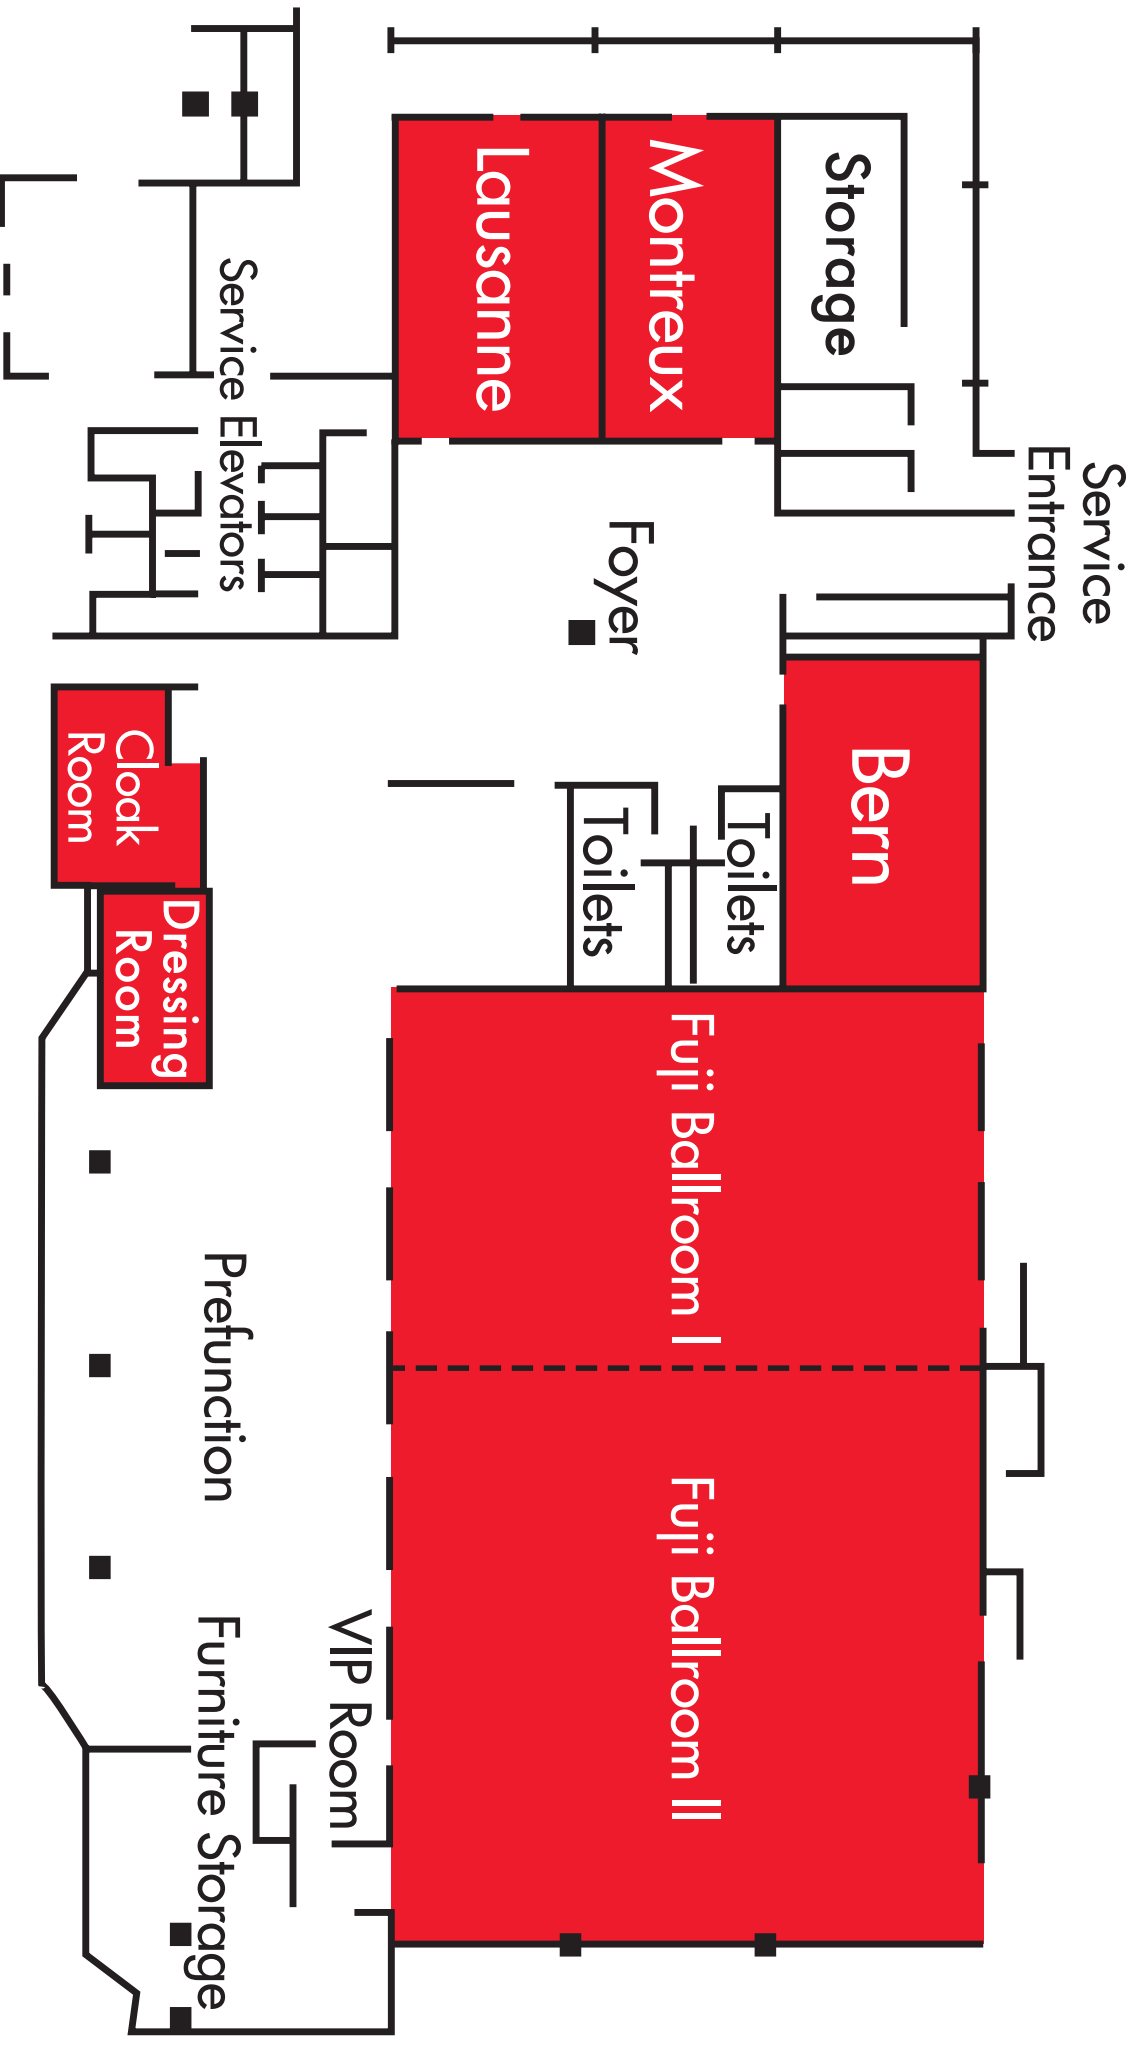 Service
Entrance
Storage
Montreux
Lausanne
Service Elevators
Foyer
Bern
Toilets
Toilets
Cloak
Room
Dressing
Room
Fuji Ballroom I
Fuji Ballroom II
Prefunction
VIP Room
Furniture Storage